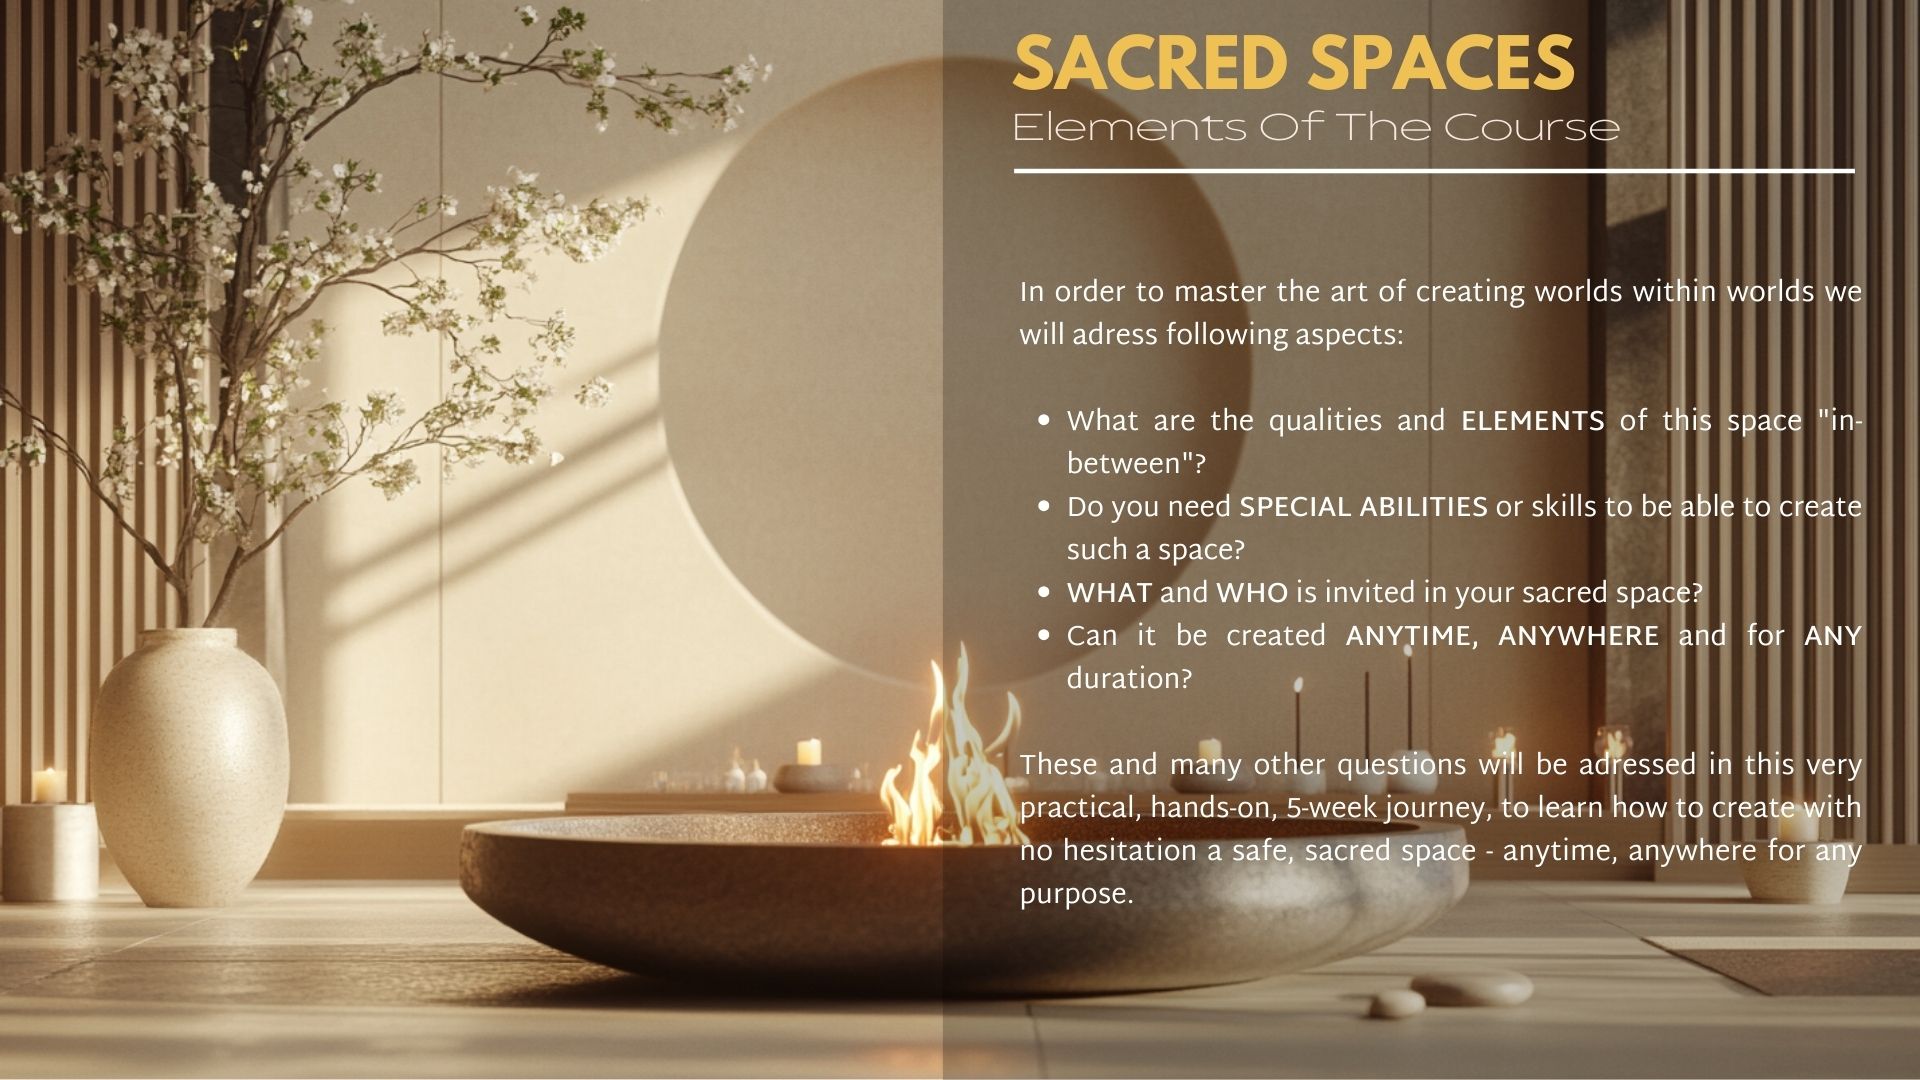 SACRED SPACES
Elements Of The Course
In order to master the art of creating worlds within worlds we
will adress following aspects:
• What are the qualities and ELEMENTS of this space "in-
between"?
• Do you need SPECIAL ABILITIES or skills to be able to create
such a space?
• WHAT and WHO is invited in your sacred space?
• Can it be created ANYTIME, ANYWHERE and for ANY
duration?
These and many other questions will be adressed in this very
practical, hands-on, 5-week journey, to learn how to create with
no hesitation a safe, sacred space - anytime, anywhere for any
purpose.